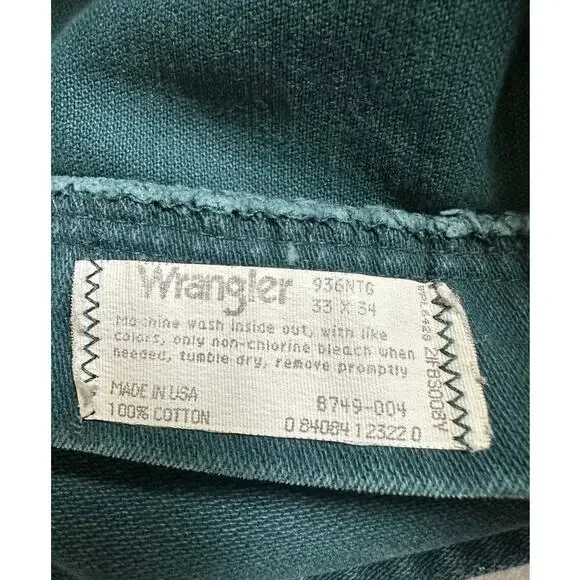 Wrangler
936NTG
33 X 34
Machine wash inside out, with like
colors, only non-chlorine bleach when
needed, tumble dry, remove promptly
MADE IN USA
100% COTTON
8749-004
0 84084 12322 0